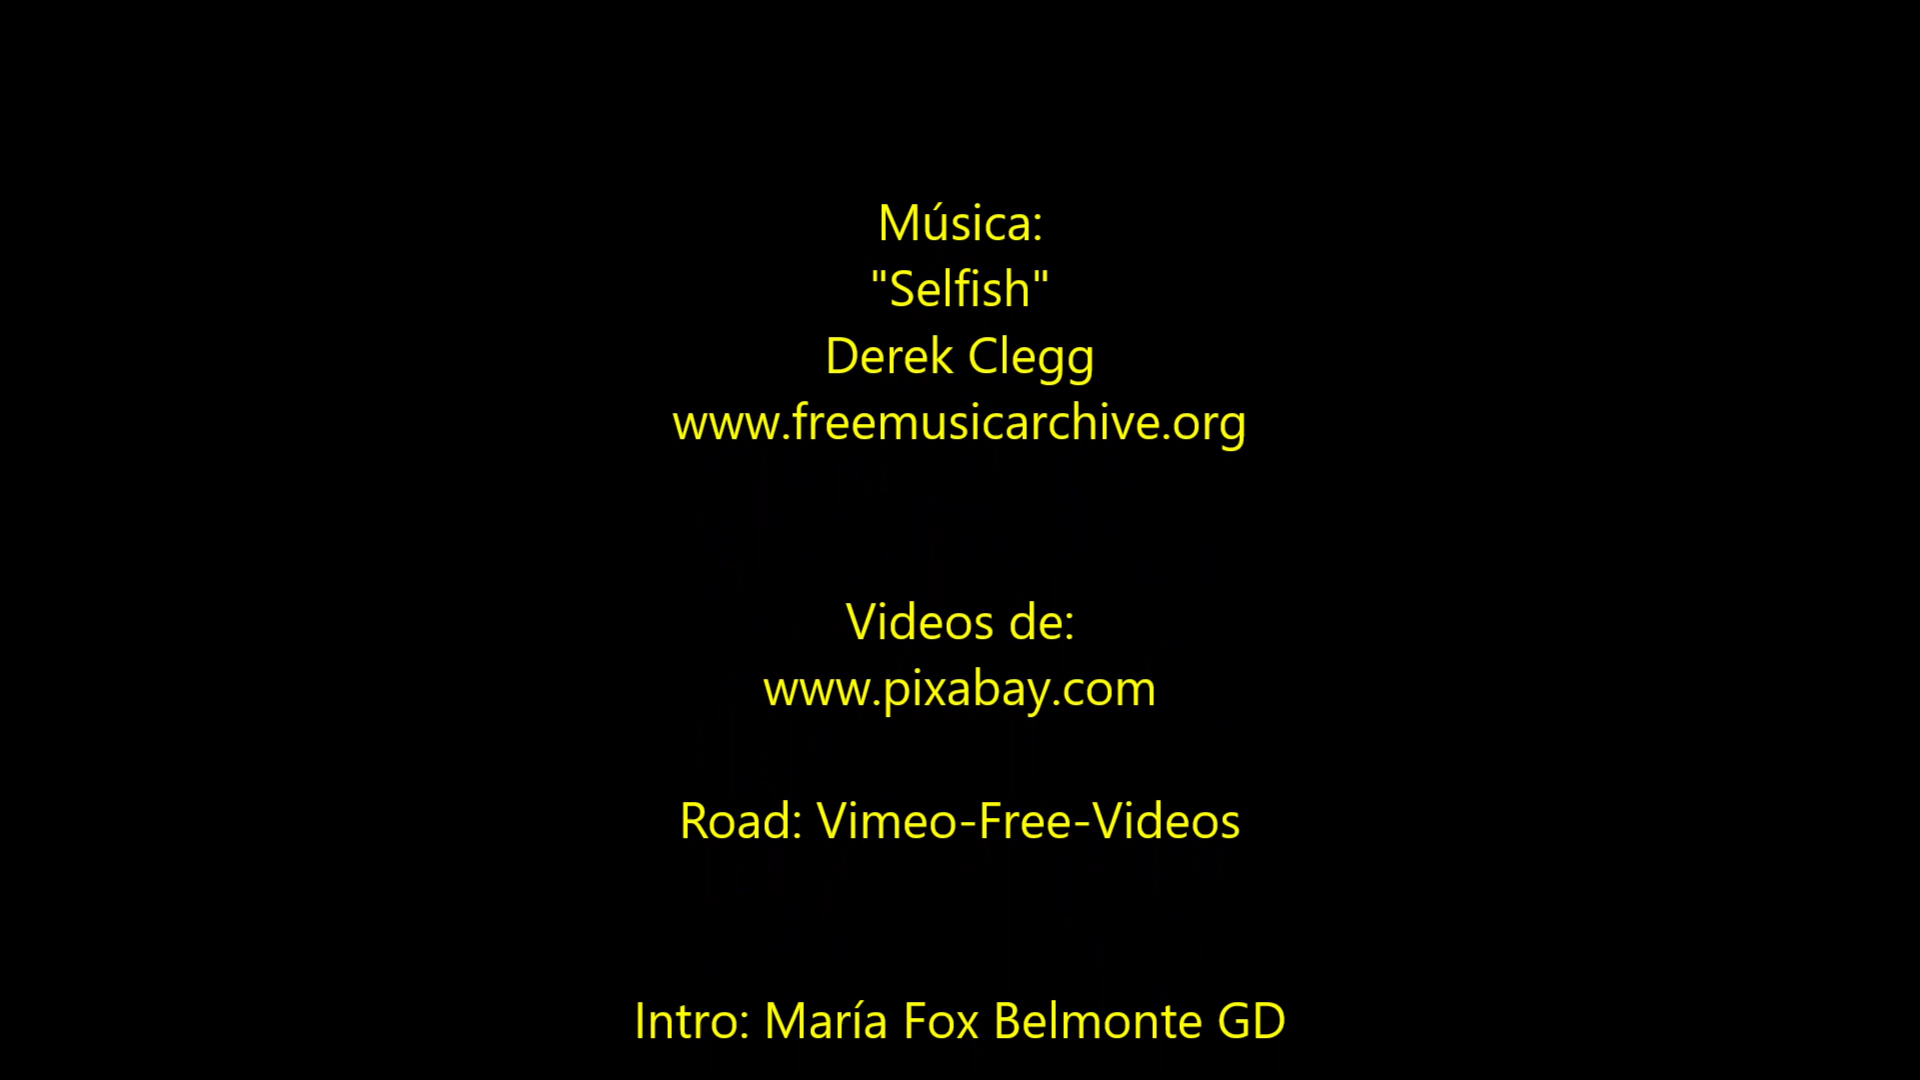 Música:
"Selfish"
Derek Clegg
www.freemusicarchive.org
Videos de:
www.pixabay.com
Road: Vimeo-Free-Videos
Intro: María Fox Belmonte GD